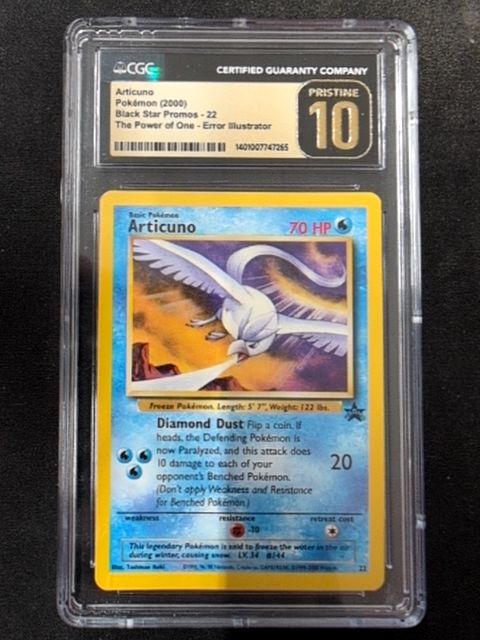 CGC
CERTIFIED GUARANTY COMPANY
Articuno
Pokémon (2000)
Black Star Promos - 22
The Power of One - Error Illustrator
1401007747265
PRISTINE
10
Basic Pokémon
Articuno
70 HP
Freeze Pokémon. Length: 5' 7", Weight: 122 lbs.
Diamond Dust Flip a coin. If
heads, the Defending Pokémon is
now Paralyzed, and this attack does
10 damage to each of your
opponent's Benched Pokémon.
(Don't apply Weakness and Resistance
for Benched Pokémon.)
20
weakness
resistance
retreat cost
-30
This legendary Pokémon is said to freeze the water in the air
during winter, causing snow. LV. 34 #144
Illus.
22